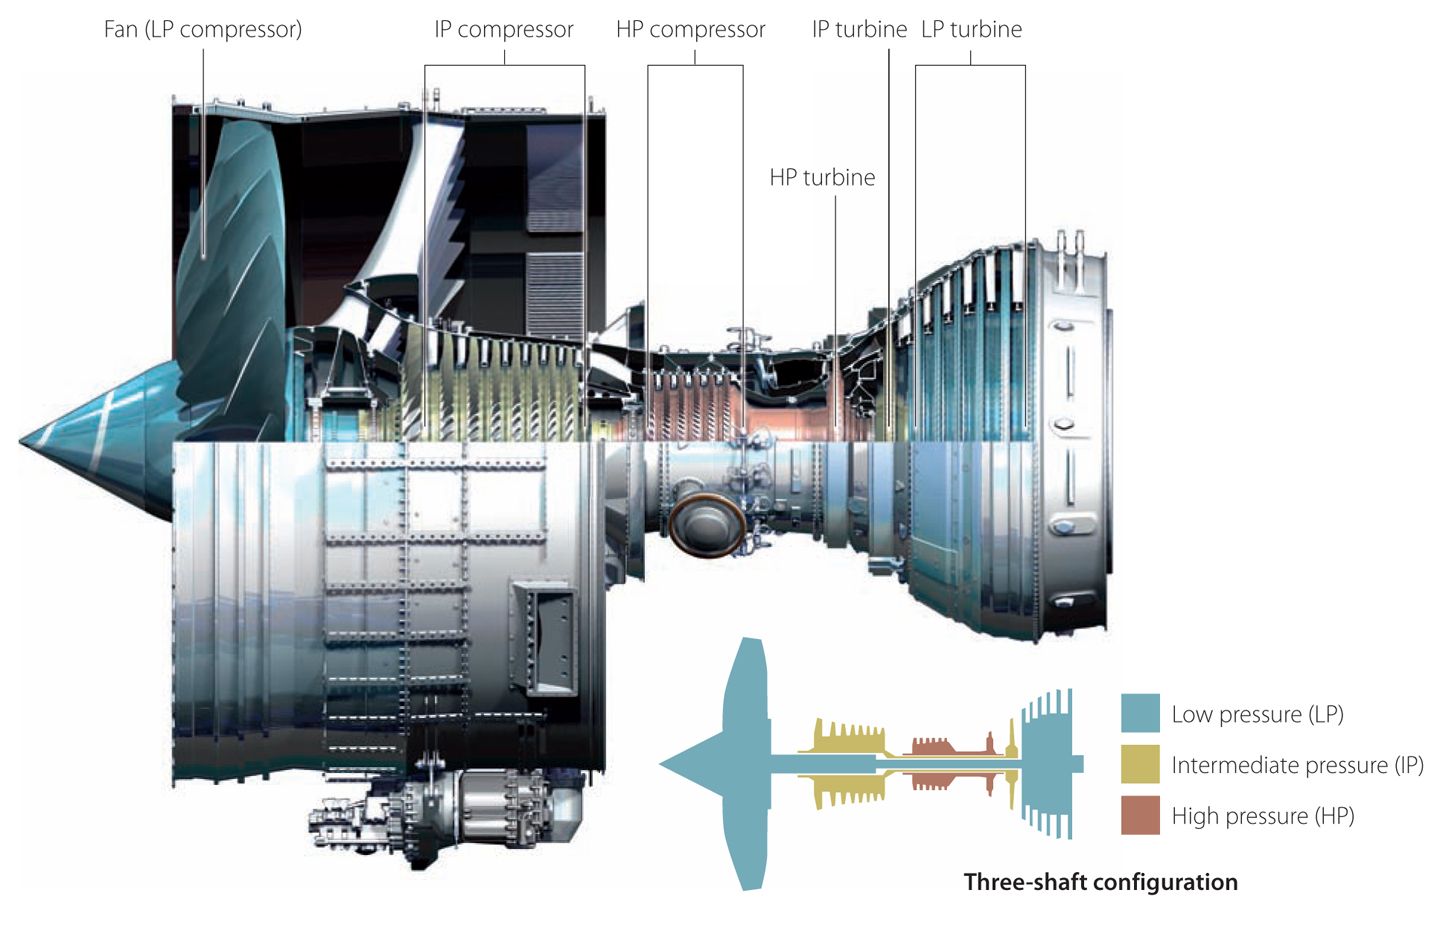 Fan (LP compressor)
IP compressor
HP compressor
IP turbine
LP turbine
HP turbine
Low pressure (LP)
Intermediate pressure (IP)
High pressure (HP)
Three-shaft configuration